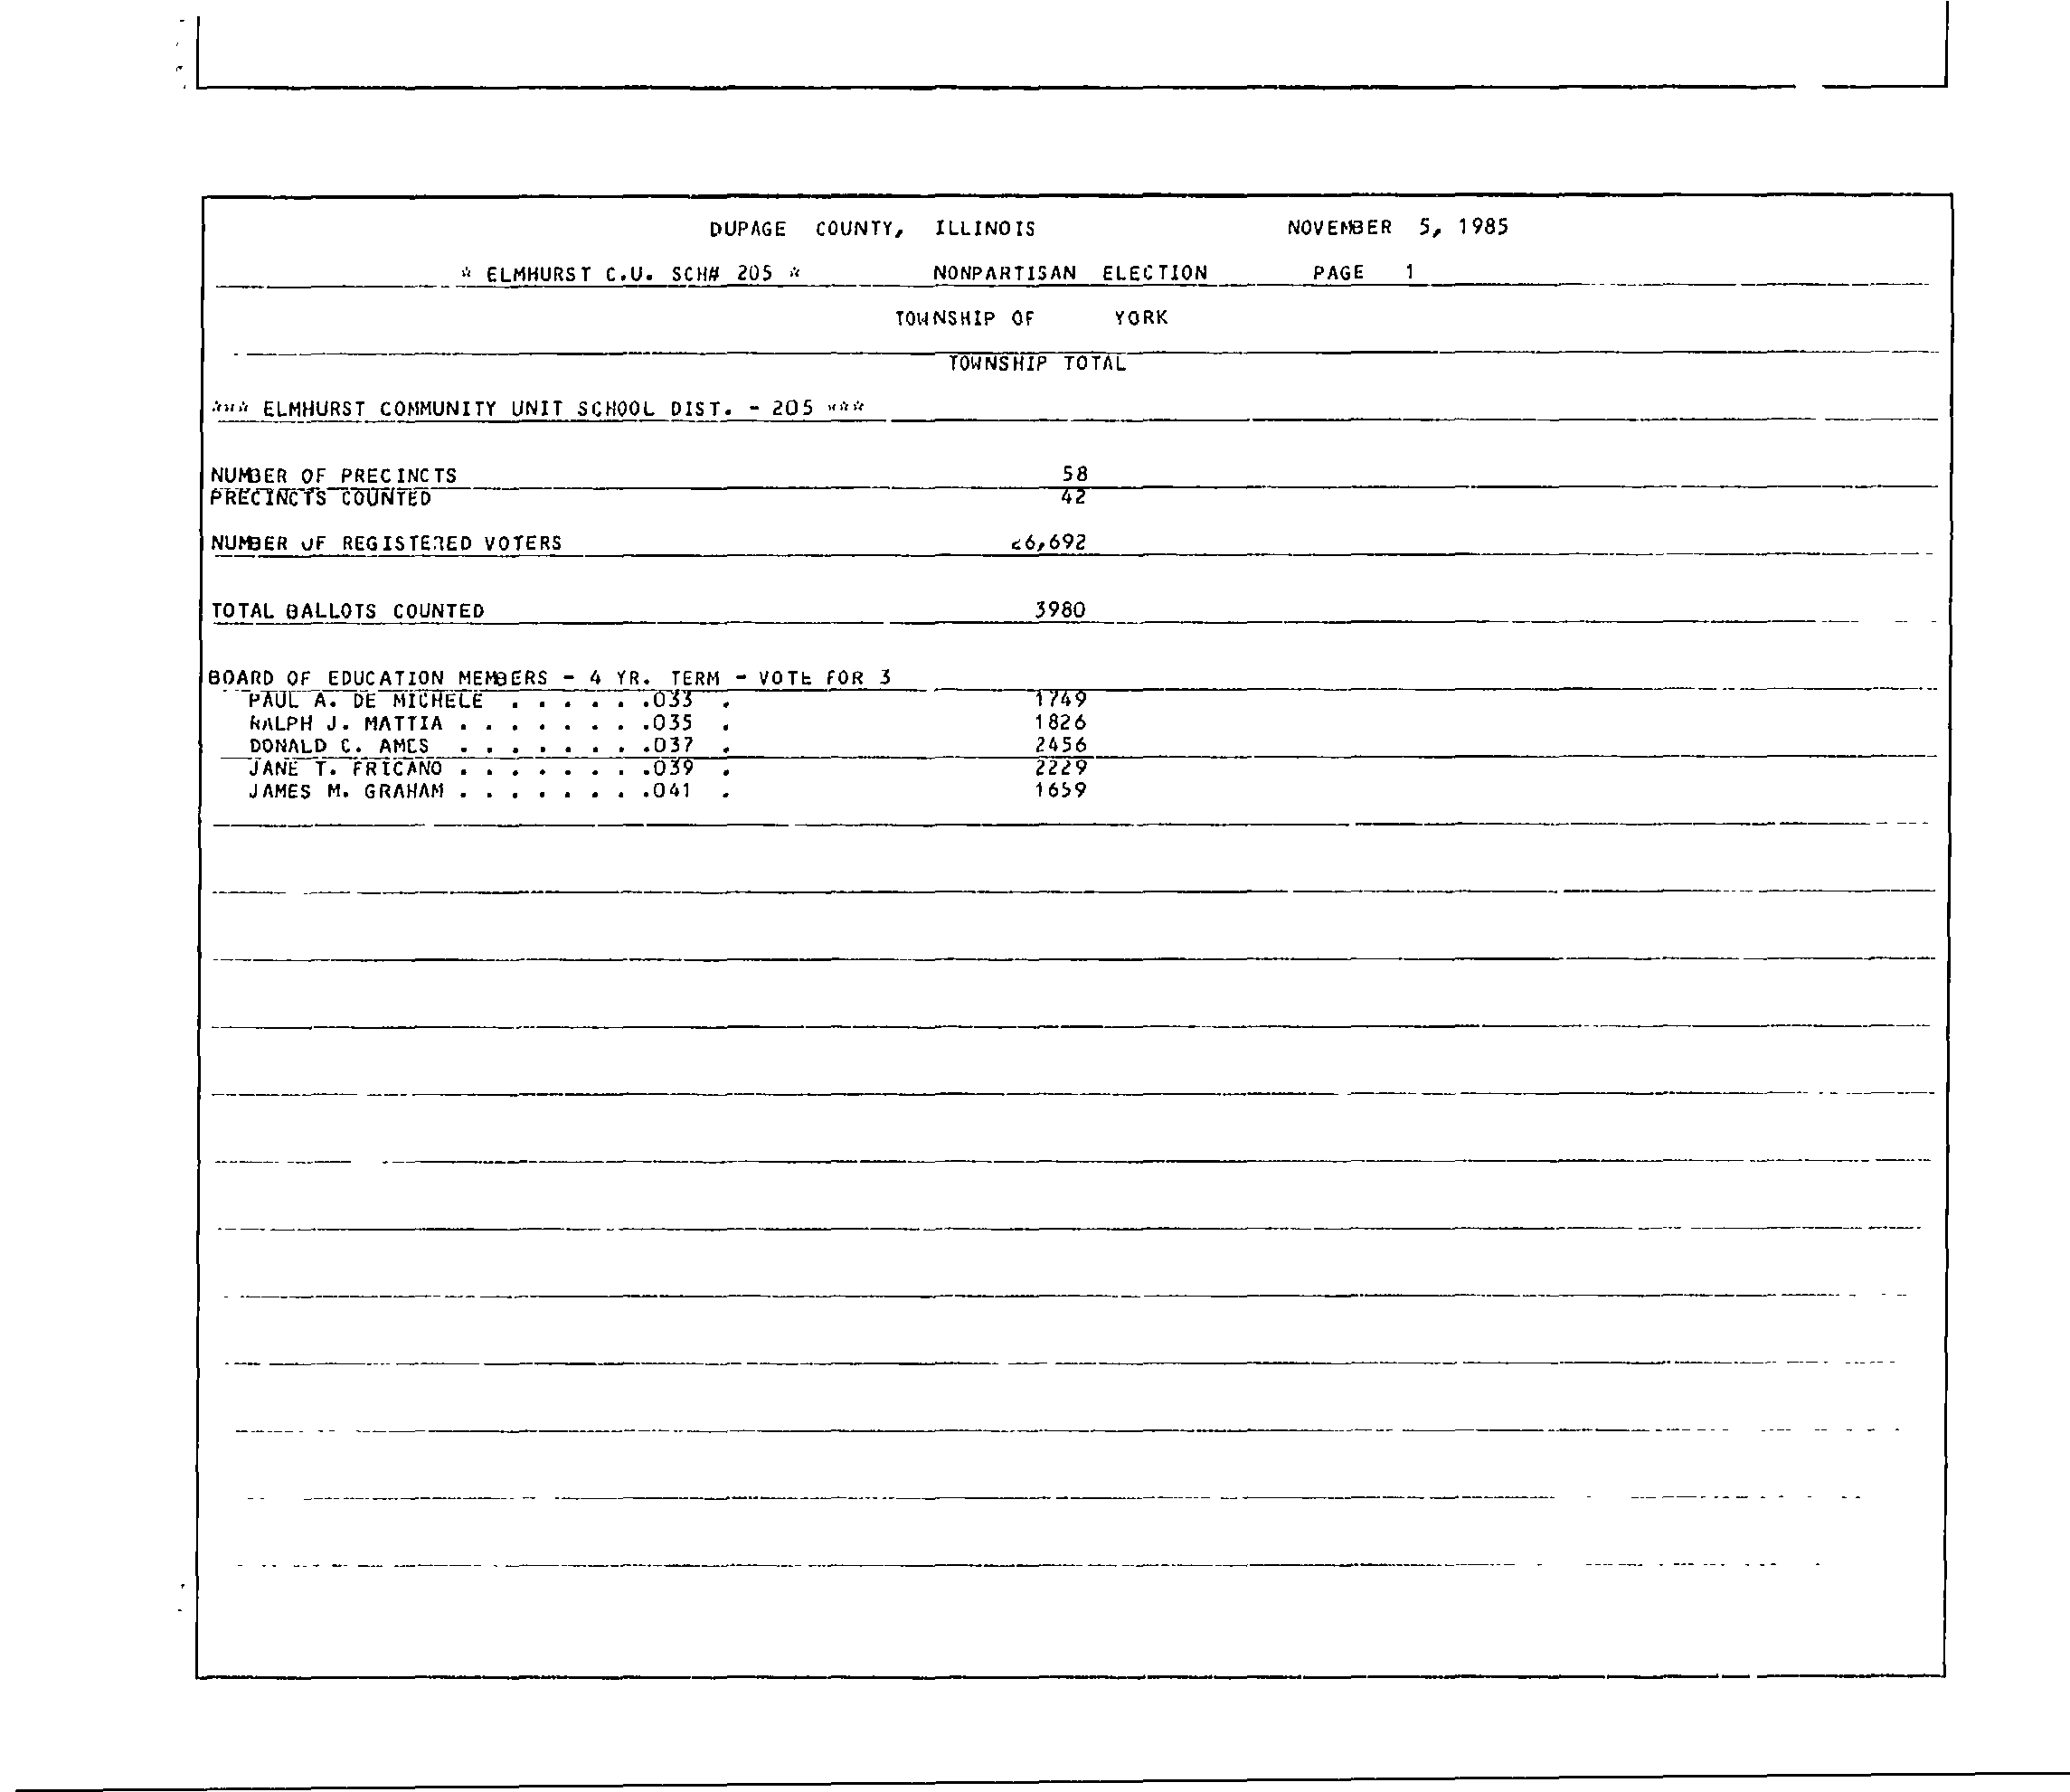 DUPAGE COUNTY, ILLINOIS NOVEMBER 5, 1985
* ELMHURST C.U. SCH# 205 * NONPARTISAN ELECTION PAGE 1
TOWNSHIP OF YORK
TOWNSHIP TOTAL
*** ELMHURST COMMUNITY UNIT SCHOOL DIST. - 205 ***
NUMBER OF PRECINCTS 58
PRECINCTS COUNTED 42
NUMBER OF REGISTERED VOTERS 26,692
TOTAL BALLOTS COUNTED 3980
BOARD OF EDUCATION MEMBERS - 4 YR. TERM - VOTE FOR 3
PAUL A. DE MICHELE . . . . . .033 . 1749
RALPH J. MATTIA . . . . . . . .035 . 1826
DONALD C. AMES . . . . . . . .037 . 2456
JANE T. FRICANO . . . . . . . .039 . 2229
JAMES M. GRAHAM . . . . . . . .041 . 1659